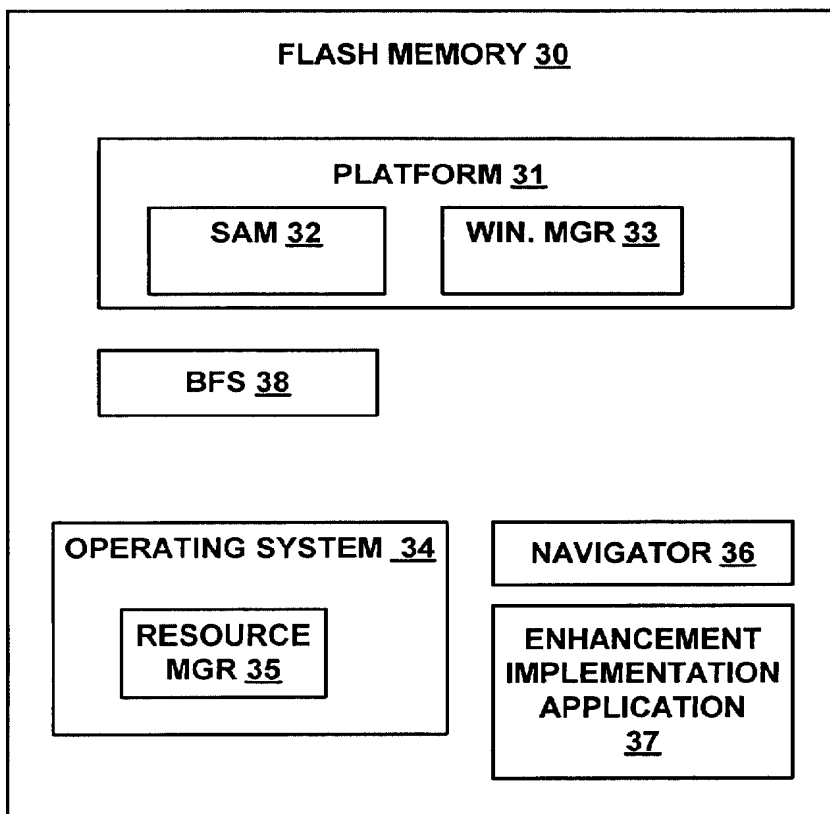 FLASH MEMORY 30
PLATFORM 31
SAM 32
WIN. MGR 33
BFS 38
OPERATING SYSTEM 34
RESOURCE
MGR 35
NAVIGATOR 36
ENHANCEMENT
IMPLEMENTATION
APPLICATION
37